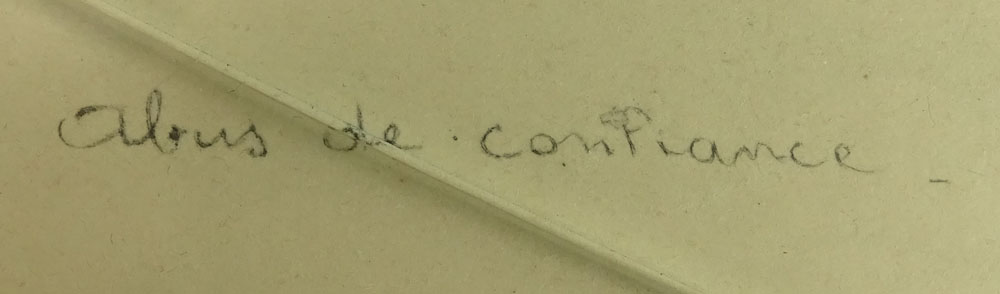 Abus de confiance -